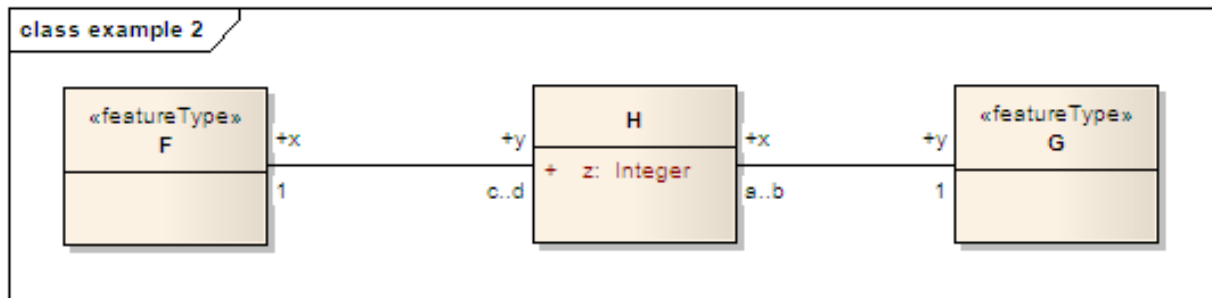 class example 2
«featureType»
F
+x
1
+y
c..d
H
+ z: Integer
+x
a..b
+y
1
«featureType»
G